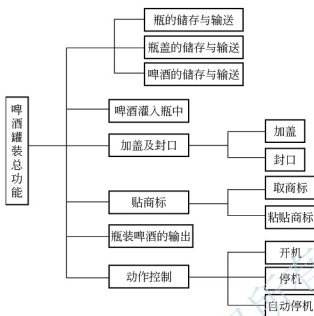 啤酒罐装总功能
瓶的储存与输送
瓶盖的储存与输送
啤酒的储存与输送
啤酒灌入瓶中
加盖及封口
加盖
封口
贴商标
取商标
粘贴商标
瓶装啤酒的输出
动作控制
开机
停机
自动停机